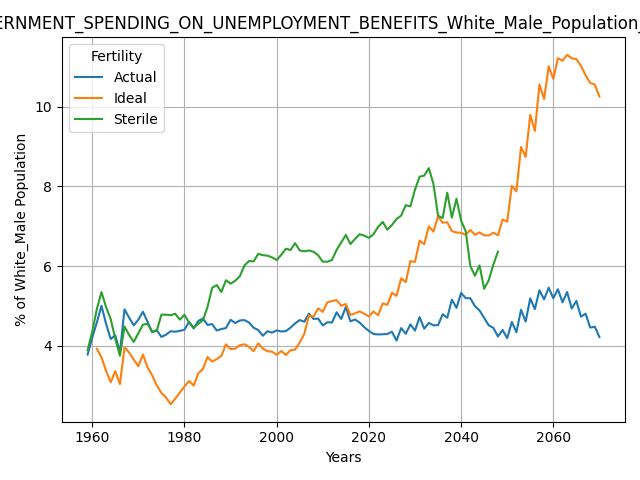 ERNMENT_SPENDING_ON_UNEMPLOYMENT_BENEFITS_White_Male_Population_
Fertility
Actual
Ideal
Sterile
% of White_Male Population
10
8
6
4
1960 1980 2000 2020 2040 2060
Years